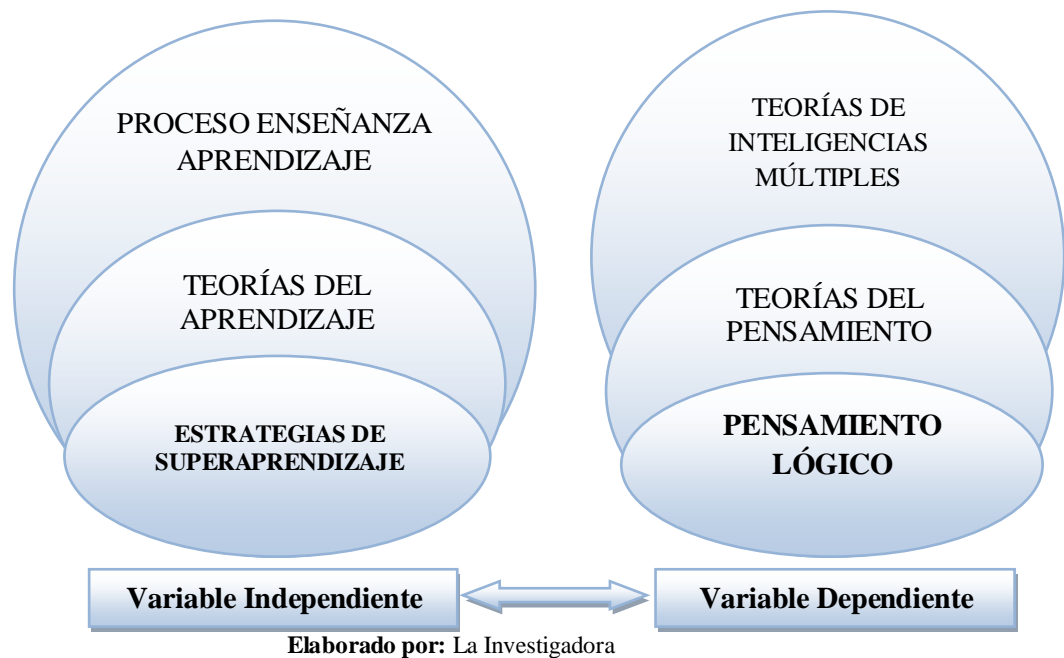 PROCESO ENSEÑANZA
APRENDIZAJE
TEORÍAS DEL
APRENDIZAJE
ESTRATEGIAS DE
SUPERAPRENDIZAJE
Variable Independiente
TEORÍAS DE
INTELIGENCIAS
MÚLTIPLES
TEORÍAS DEL
PENSAMIENTO
PENSAMIENTO
LÓGICO
Variable Dependiente
Elaborado por: La Investigadora